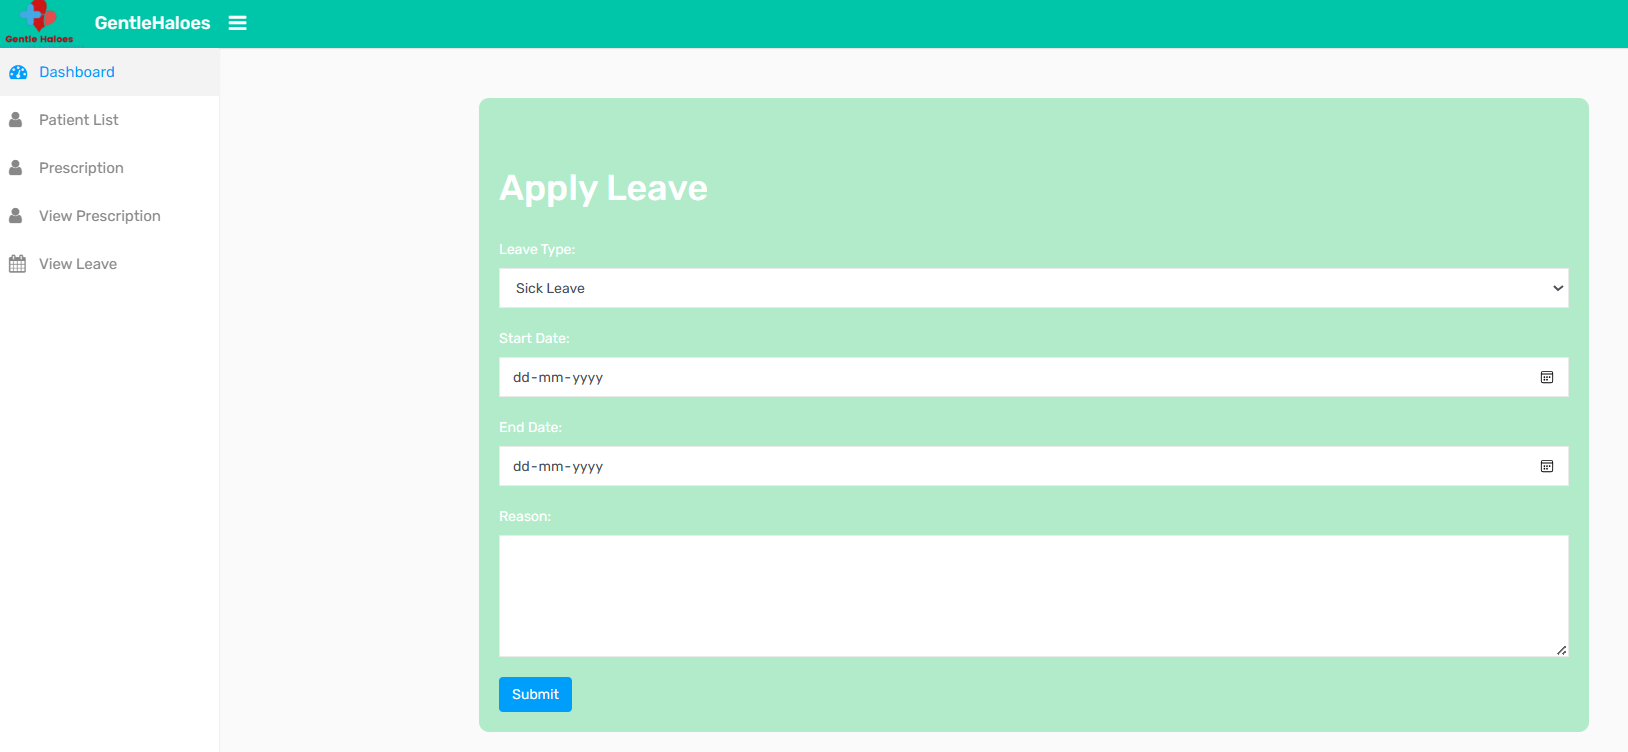 Gentle Haloes
GentleHaloes
Dashboard
Patient List
Prescription
View Prescription
View Leave
Apply Leave
Leave Type:
Sick Leave
Start Date:
dd-mm-yyyy
End Date:
dd-mm-yyyy
Reason:
Submit